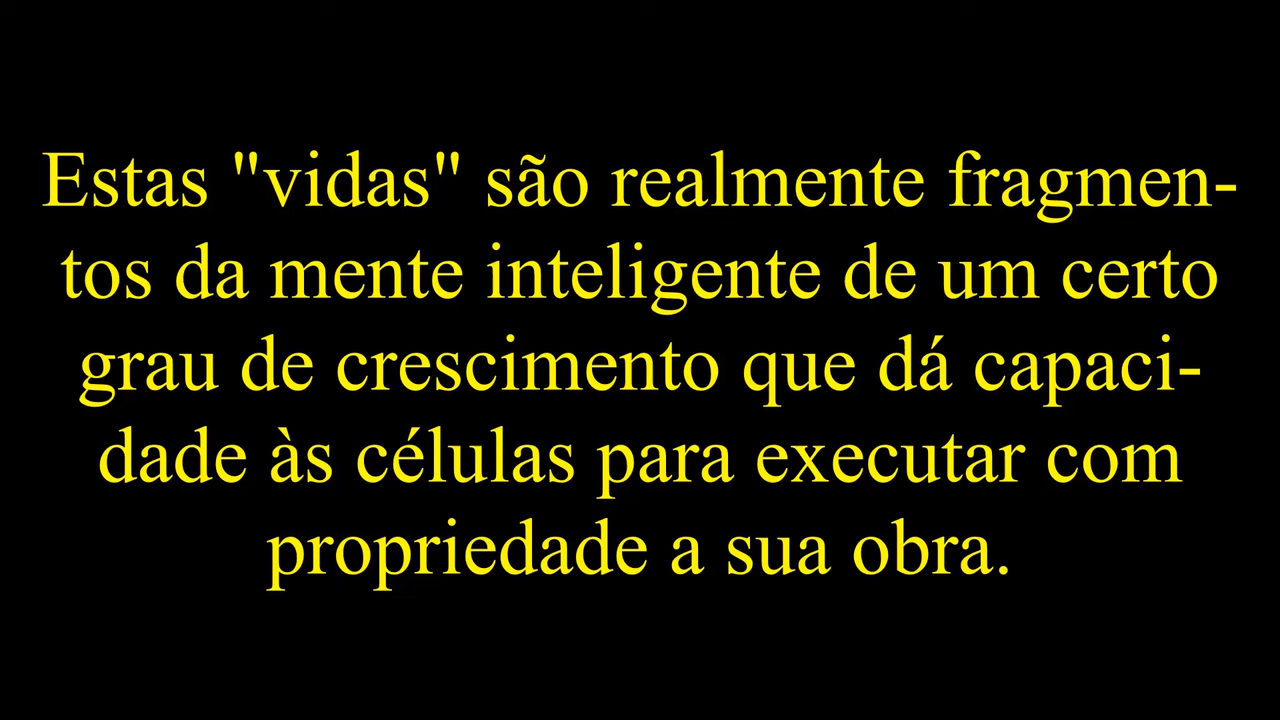 Estas "vidas" são realmente fragmen-
tos da mente inteligente de um certo
grau de crescimento que dá capaci-
dade às células para executar com
propriedade a sua obra.